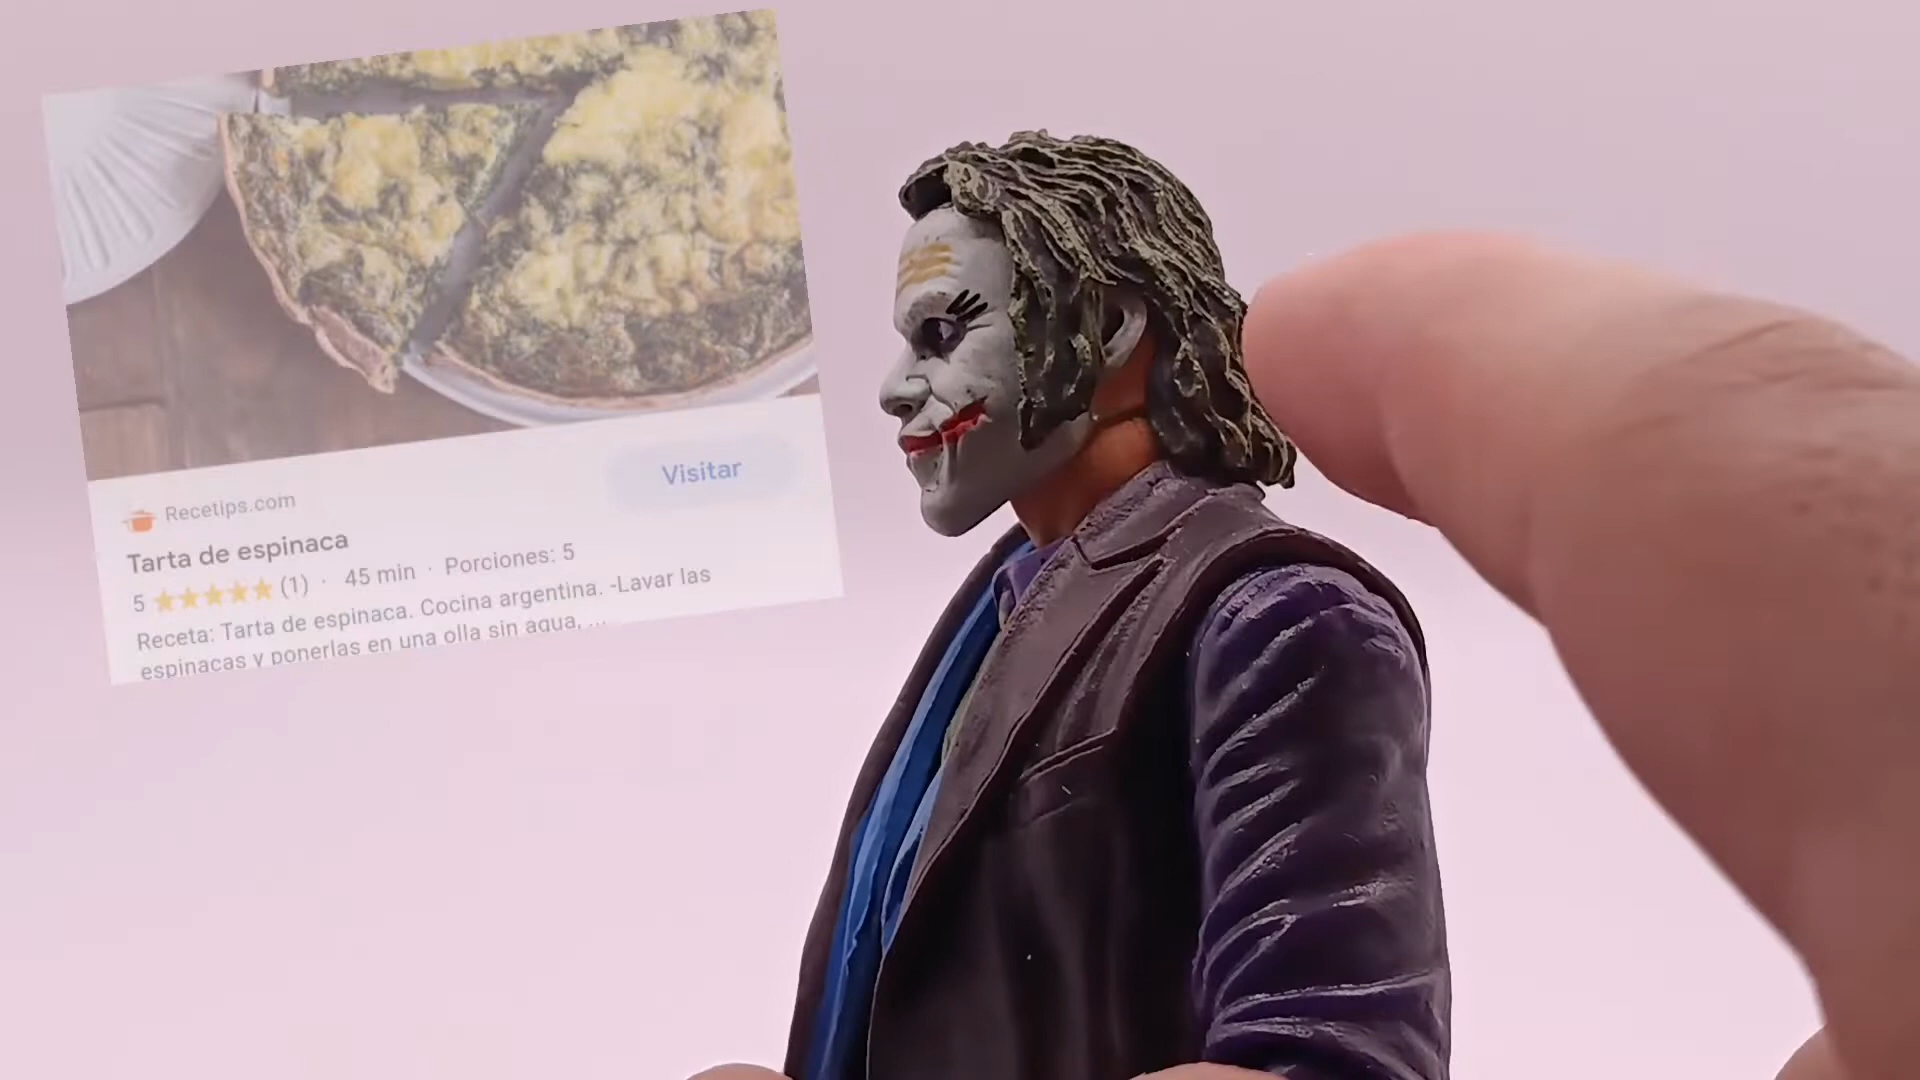 Visitar
Recetips.com
Tarta de espinaca
5 ★★★★★ (1) · 45 min · Porciones: 5
Receta: Tarta de espinaca. Cocina argentina. -Lavar las
espinacas y ponerlas en una olla sin agua, ...